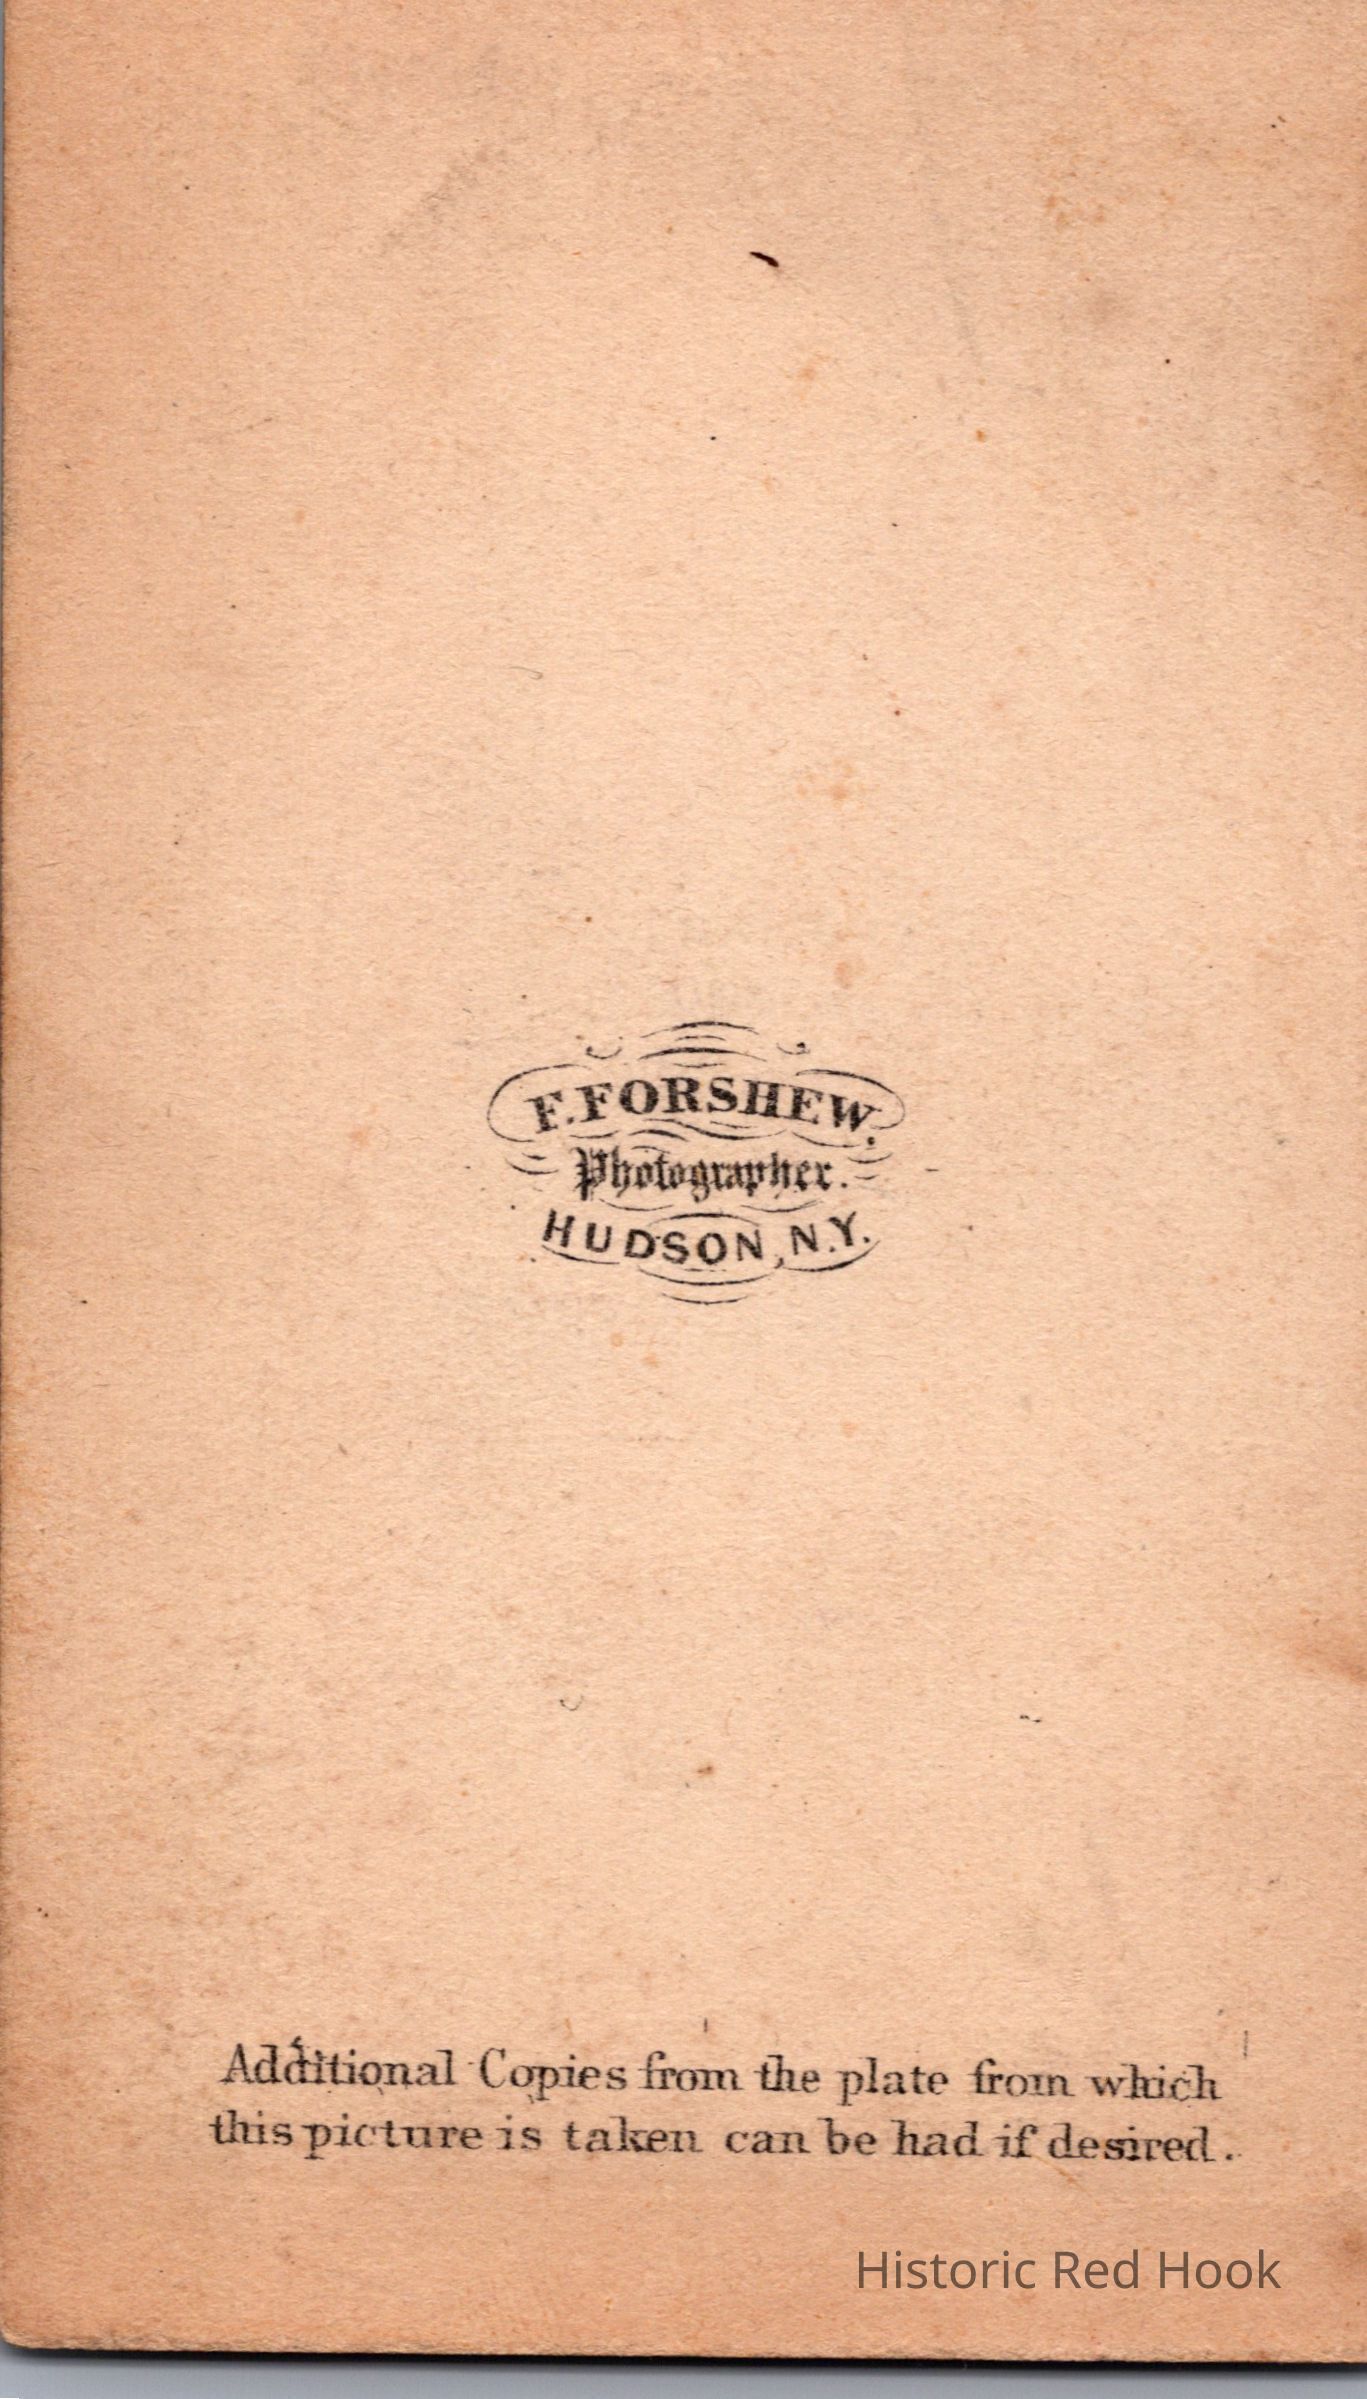 F. FORSHEW.
Photographer.
HUDSON, N.Y.
Additional Copies from the plate from which
this picture is taken can be had if desired.
Historic Red Hook